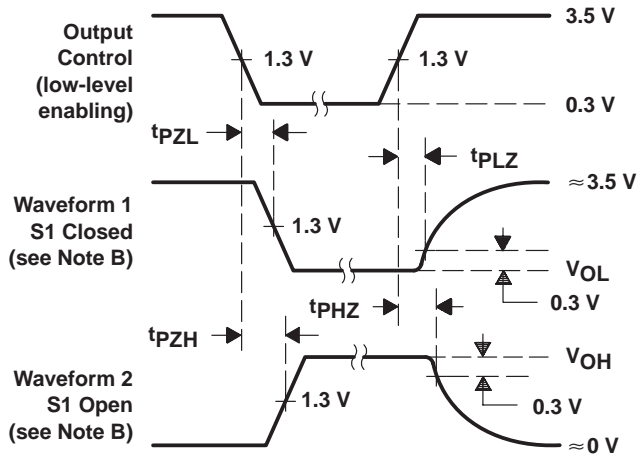 Output
Control
(low-level
enabling)
3.5 V
1.3 V
1.3 V
0.3 V
tPZL
tPLZ
Waveform 1
S1 Closed
(see Note B)
≈3.5 V
1.3 V
VOL
0.3 V
tPHZ
tPZH
Waveform 2
S1 Open
(see Note B)
VOH
1.3 V
0.3 V
≈0 V